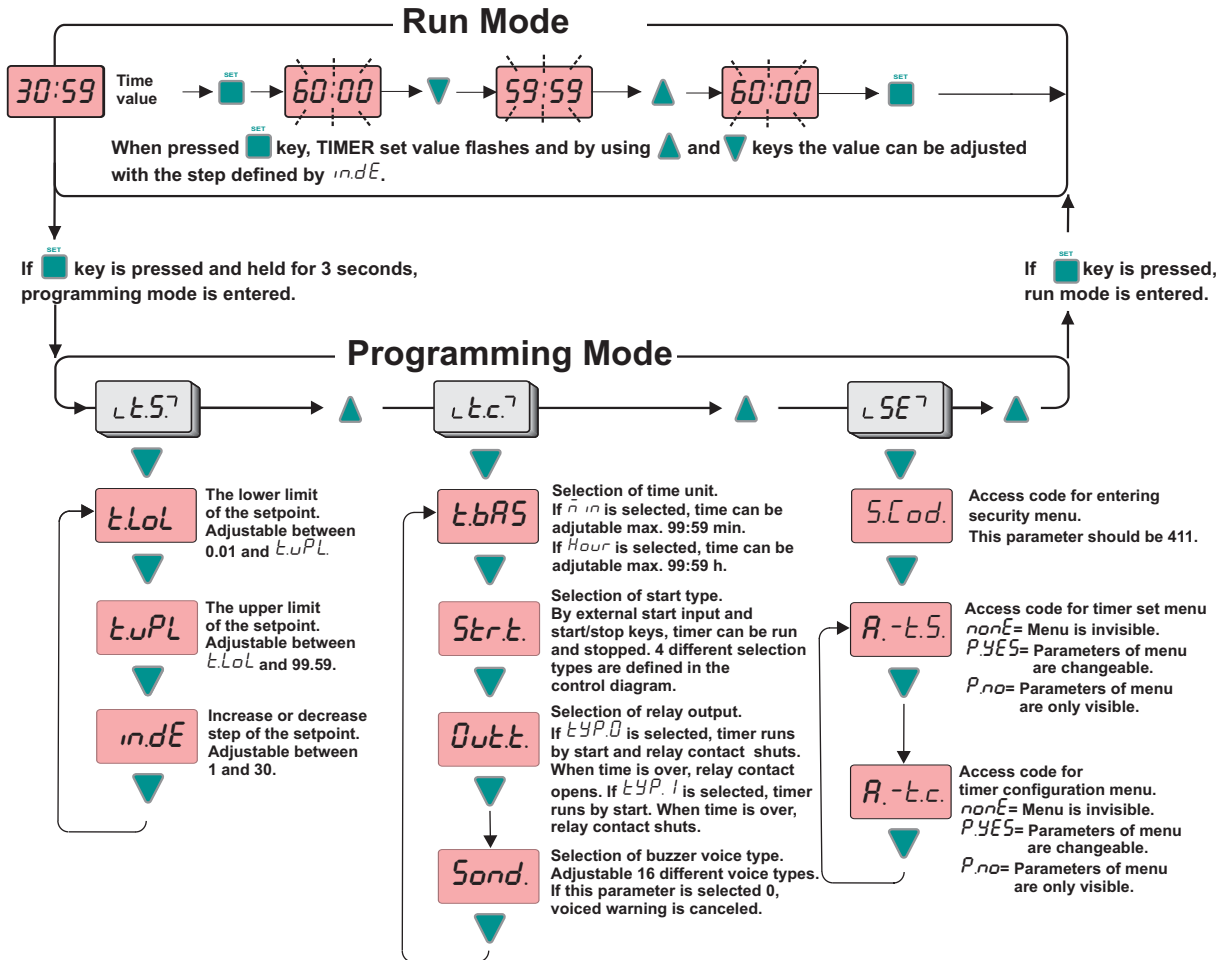 Run Mode
30:59
Time
value
SET
60:00
59:59
60:00
SET
When pressed SET key, TIMER set value flashes and by using and keys the value can be adjusted
with the step defined by in.dE.
If SET key is pressed and held for 3 seconds,
programming mode is entered.
If SET key is pressed,
run mode is entered.
Programming Mode
t.S.
t.c.
SE
t.LoL
The lower limit
of the setpoint.
Adjustable between
0.01 and t.uPL.
t.uPL
The upper limit
of the setpoint.
Adjustable between
t.LoL and 99.59.
in.dE
Increase or decrease
step of the setpoint.
Adjustable between
1 and 30.
t.bAS
Selection of time unit.
If min is selected, time can be
adjutable max. 99:59 min.
If Hour is selected, time can be
adjutable max. 99:59 h.
Str.t.
Selection of start type.
By external start input and
start/stop keys, timer can be run
and stopped. 4 different selection
types are defined in the
control diagram.
Out.t.
Selection of relay output.
If tYP.0 is selected, timer runs
by start and relay contact shuts.
When time is over, relay contact
opens. If tYP.1 is selected, timer
runs by start. When time is over,
relay contact shuts.
Sond.
Selection of buzzer voice type.
Adjustable 16 different voice types.
If this parameter is selected 0,
voiced warning is canceled.
S.Cod.
Access code for entering
security menu.
This parameter should be 411.
A.-t.S.
Access code for timer set menu
nonE= Menu is invisible.
P.YES= Parameters of menu
are changeable.
P.no= Parameters of menu
are only visible.
A.-t.c.
Access code for
timer configuration menu.
nonE= Menu is invisible.
P.YES= Parameters of menu
are changeable.
P.no= Parameters of menu
are only visible.